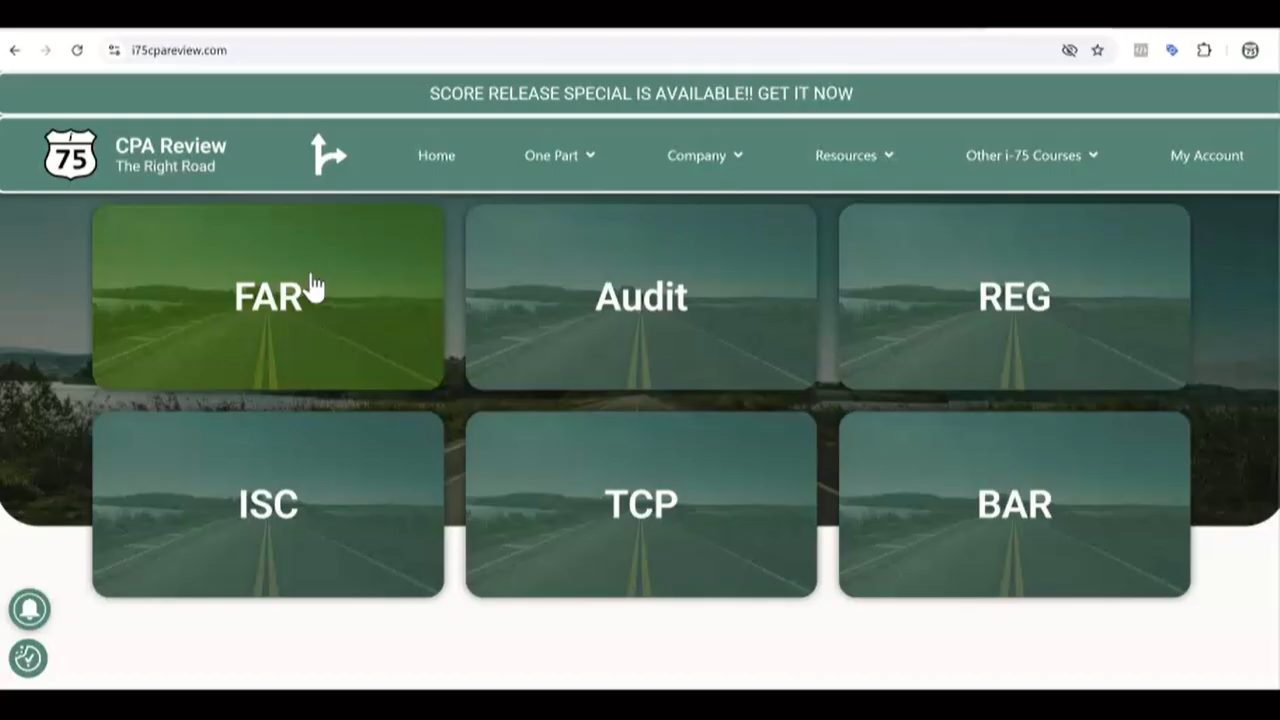 i75cpareview.com
SCORE RELEASE SPECIAL IS AVAILABLE!! GET IT NOW
75
CPA Review
The Right Road
Home
One Part
Company
Resources
Other i-75 Courses
My Account
FAR
Audit
REG
ISC
TCP
BAR